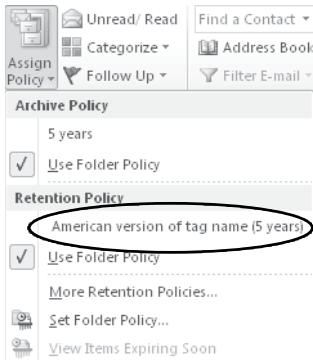 Unread/ Read
Find a Contact
Categorize
Address Book
Assign
Policy
Follow Up
Filter E-mail
Archive Policy
5 years
Use Folder Policy
Retention Policy
American version of tag name (5 years)
Use Folder Policy
More Retention Policies...
Set Folder Policy...
View Items Expiring Soon